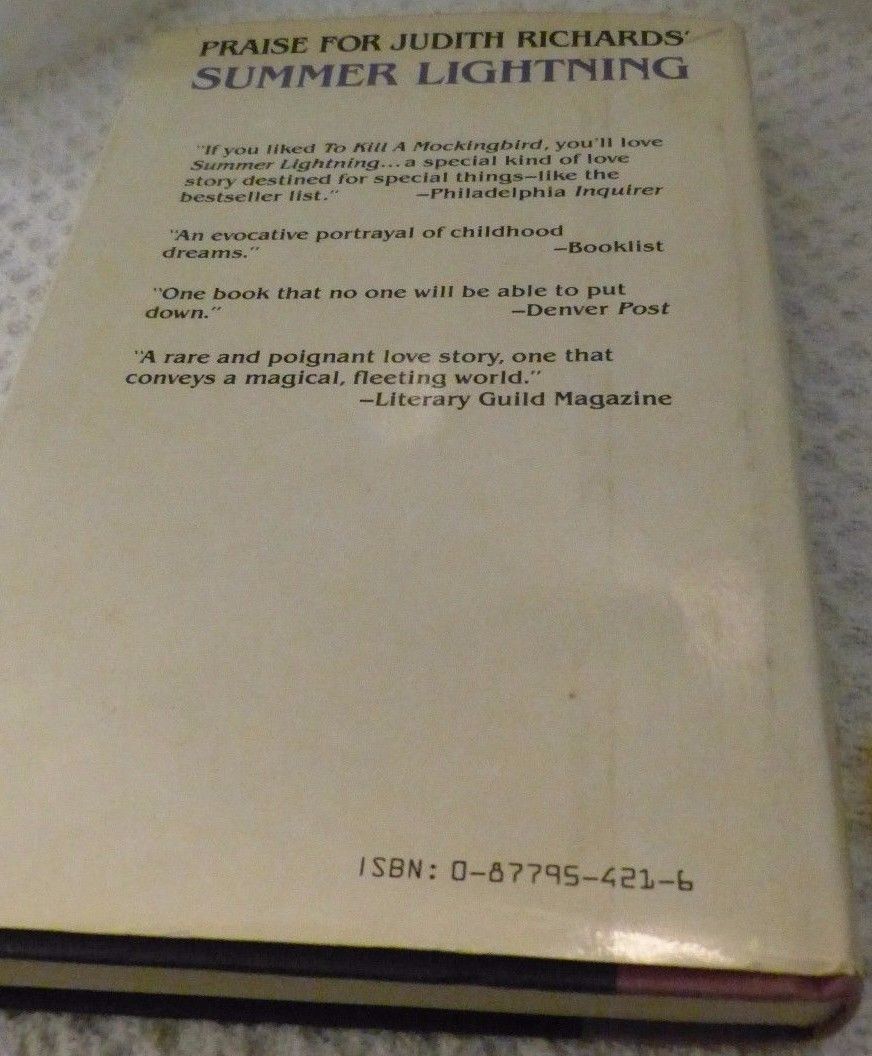 PRAISE FOR JUDITH RICHARDS'
SUMMER LIGHTNING
"If you liked To Kill A Mockingbird, you'll love
Summer Lightning...a special kind of love
story destined for special things—like the
bestseller list." —Philadelphia Inquirer
"An evocative portrayal of childhood
dreams." —Booklist
"One book that no one will be able to put
down." —Denver Post
"A rare and poignant love story, one that
conveys a magical, fleeting world."
—Literary Guild Magazine
ISBN: 0-87795-421-6